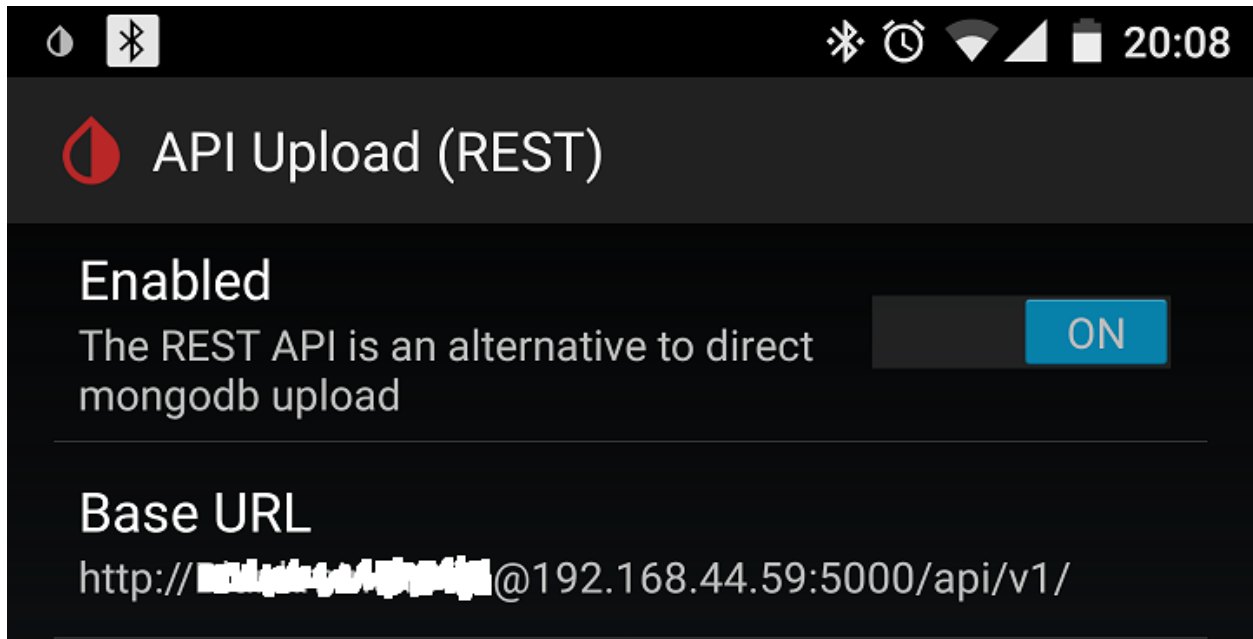 20:08
API Upload (REST)
Enabled
The REST API is an alternative to direct
mongodb upload
ON
Base URL
http://@192.168.44.59:5000/api/v1/